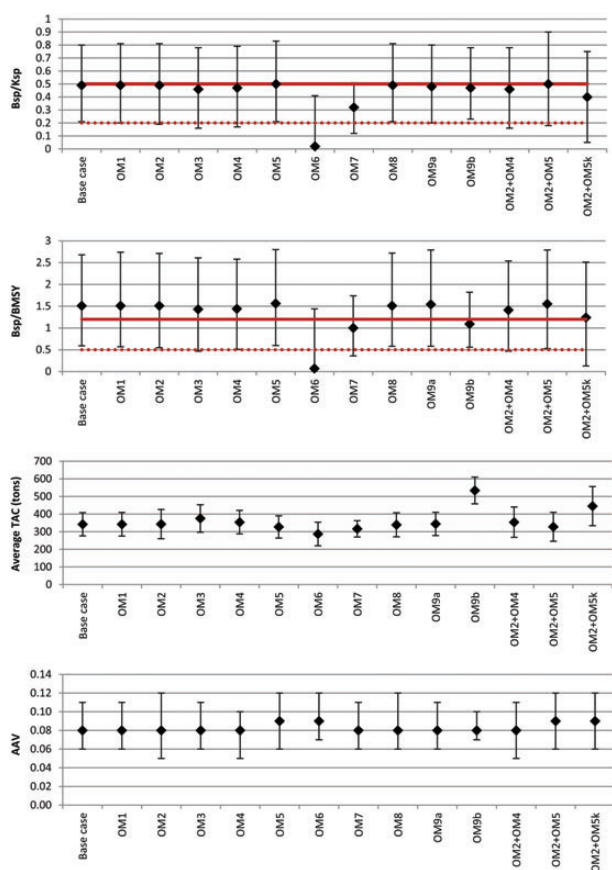 Bsp/Ksp
1
0.9
0.8
0.7
0.6
0.5
0.4
0.3
0.2
0.1
0
Base case
OM1
OM2
OM3
OM4
OM5
OM6
OM7
OM8
OM9a
OM9b
OM2+OM4
OM2+OM5
OM2+OM5k
Bsp/BMSY
3
2.5
2
1.5
1
0.5
0
Base case
OM1
OM2
OM3
OM4
OM5
OM6
OM7
OM8
OM9a
OM9b
OM2+OM4
OM2+OM5
OM2+OM5k
Average TAC (tons)
700
600
500
400
300
200
100
0
Base case
OM1
OM2
OM3
OM4
OM5
OM6
OM7
OM8
OM9a
OM9b
OM2+OM4
OM2+OM5
OM2+OM5k
AAV
0.14
0.12
0.10
0.08
0.06
0.04
0.02
0.00
Base case
OM1
OM2
OM3
OM4
OM5
OM6
OM7
OM8
OM9a
OM9b
OM2+OM4
OM2+OM5
OM2+OM5k